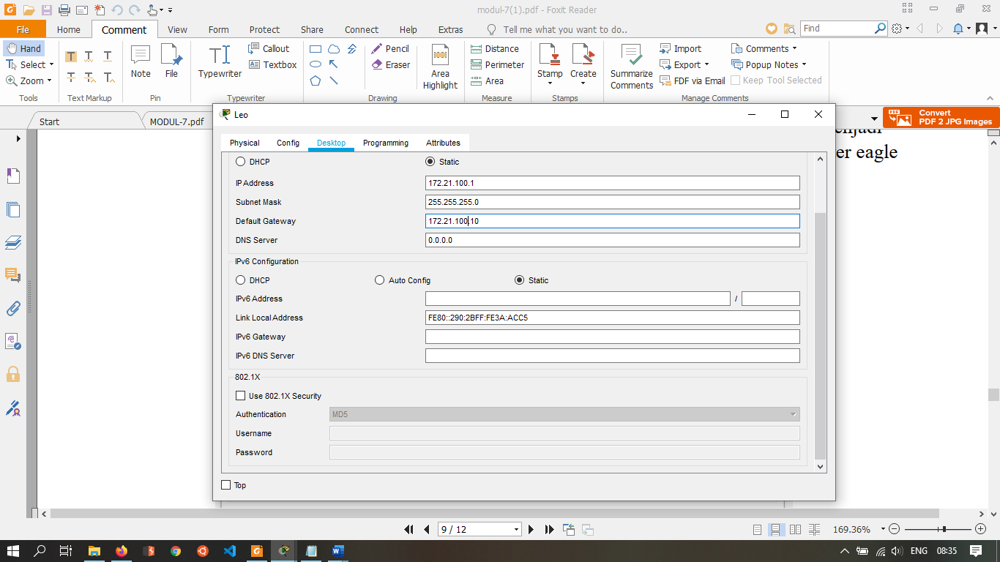 modul-7(1).pdf - Foxit Reader
File Home Comment View Form Protect Share Connect Help Extras Tell me what you want to do.. Find
Hand
Select
Zoom
Tools
T T T
T T T
Text Markup
Note File
Pin
Typewriter
Callout
Textbox
Typewriter
Pencil
Eraser
Area Highlight
Drawing
Distance
Perimeter
Area
Measure
Stamp Create
Stamps
Summarize Comments
Import
Export
FDF via Email
Comments
Popup Notes
Keep Tool Selected
Manage Comments
Start MODUL-7.pdf
PDF Convert
PDF 2 JPG Images
er eagle
Leo
Physical Config Desktop Programming Attributes
DHCP Static
IP Address 172.21.100.1
Subnet Mask 255.255.255.0
Default Gateway 172.21.100.10
DNS Server 0.0.0.0
IPv6 Configuration
DHCP Auto Config Static
IPv6 Address /
Link Local Address FE80::290:2BFF:FE3A:ACC5
IPv6 Gateway
IPv6 DNS Server
802.1X
Use 802.1X Security
Authentication MD5
Username
Password
Top
9 / 12 169.36%
ENG 08:35